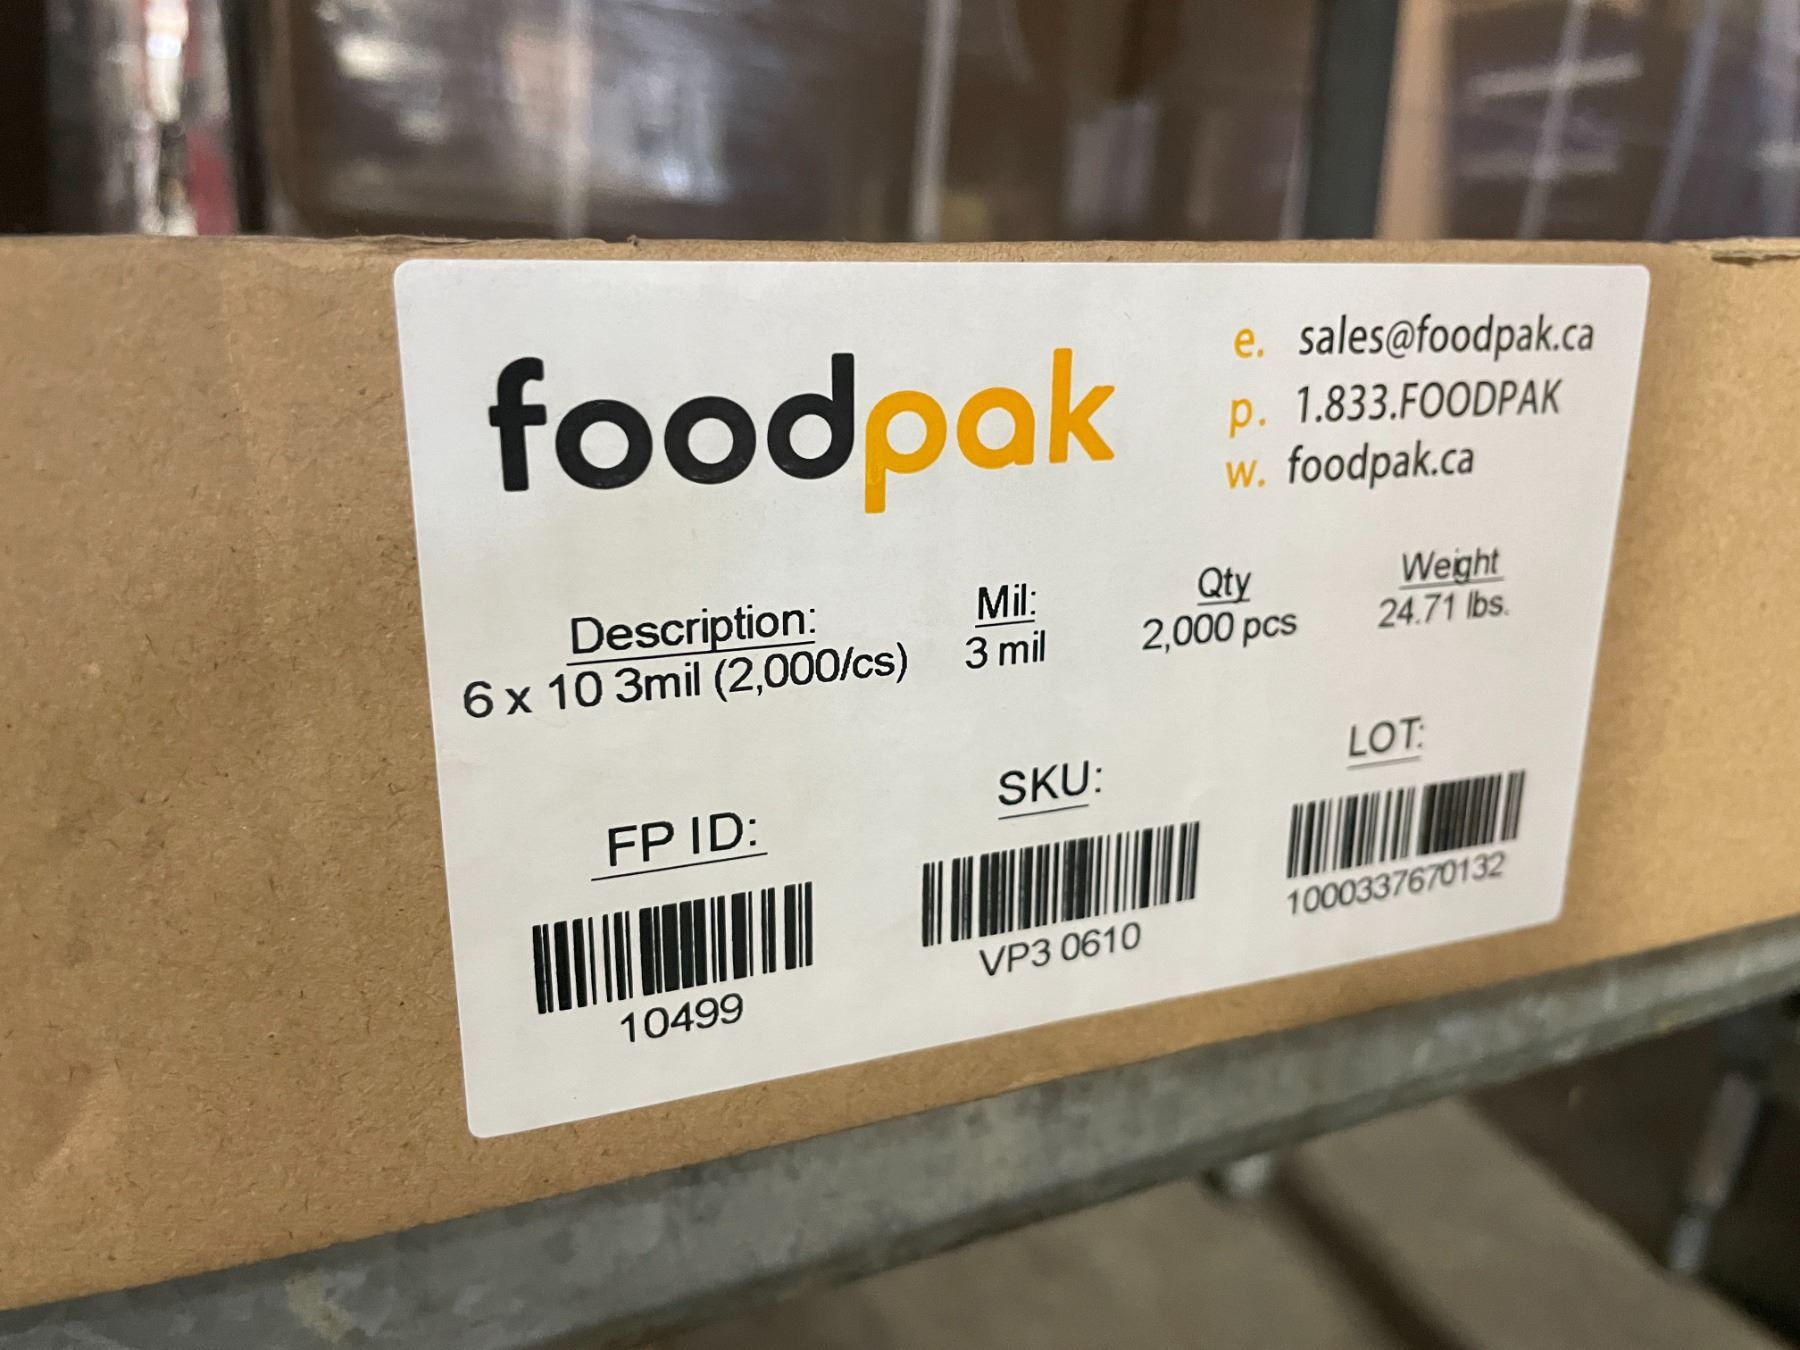 foodpak
e. sales@foodpak.ca
p. 1.833.FOODPAK
w. foodpak.ca
Description: Mil: Qty Weight
6 x 10 3mil (2,000/cs) 3 mil 2,000 pcs 24.71 lbs.
FP ID: SKU: LOT:
10499 VP3 0610 1000337670132